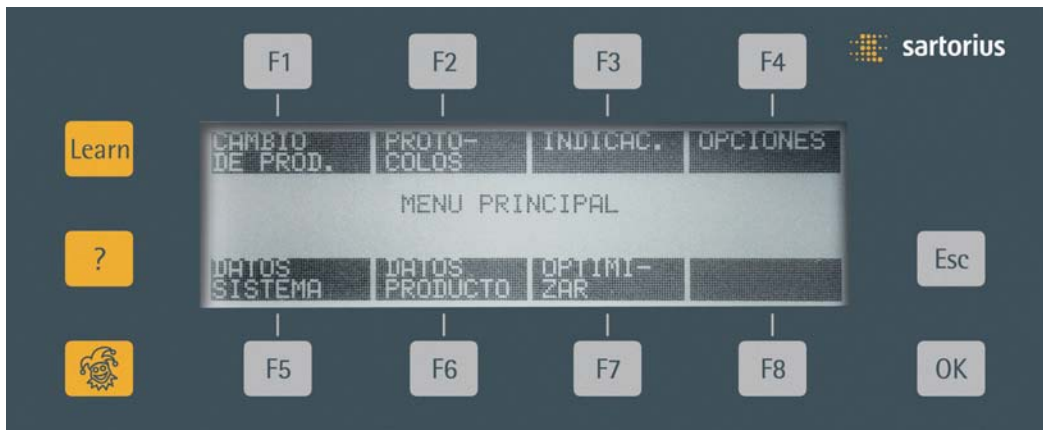 F1 F2 F3 F4
sartorius
Learn
CAMBIO DE PROD.
PROTO-COLOS
INDICAC.
OPCIONES
MENU PRINCIPAL
?
Esc
DATOS SISTEMA
DATOS PRODUCTO
OPTIMI-ZAR
F5 F6 F7 F8
OK